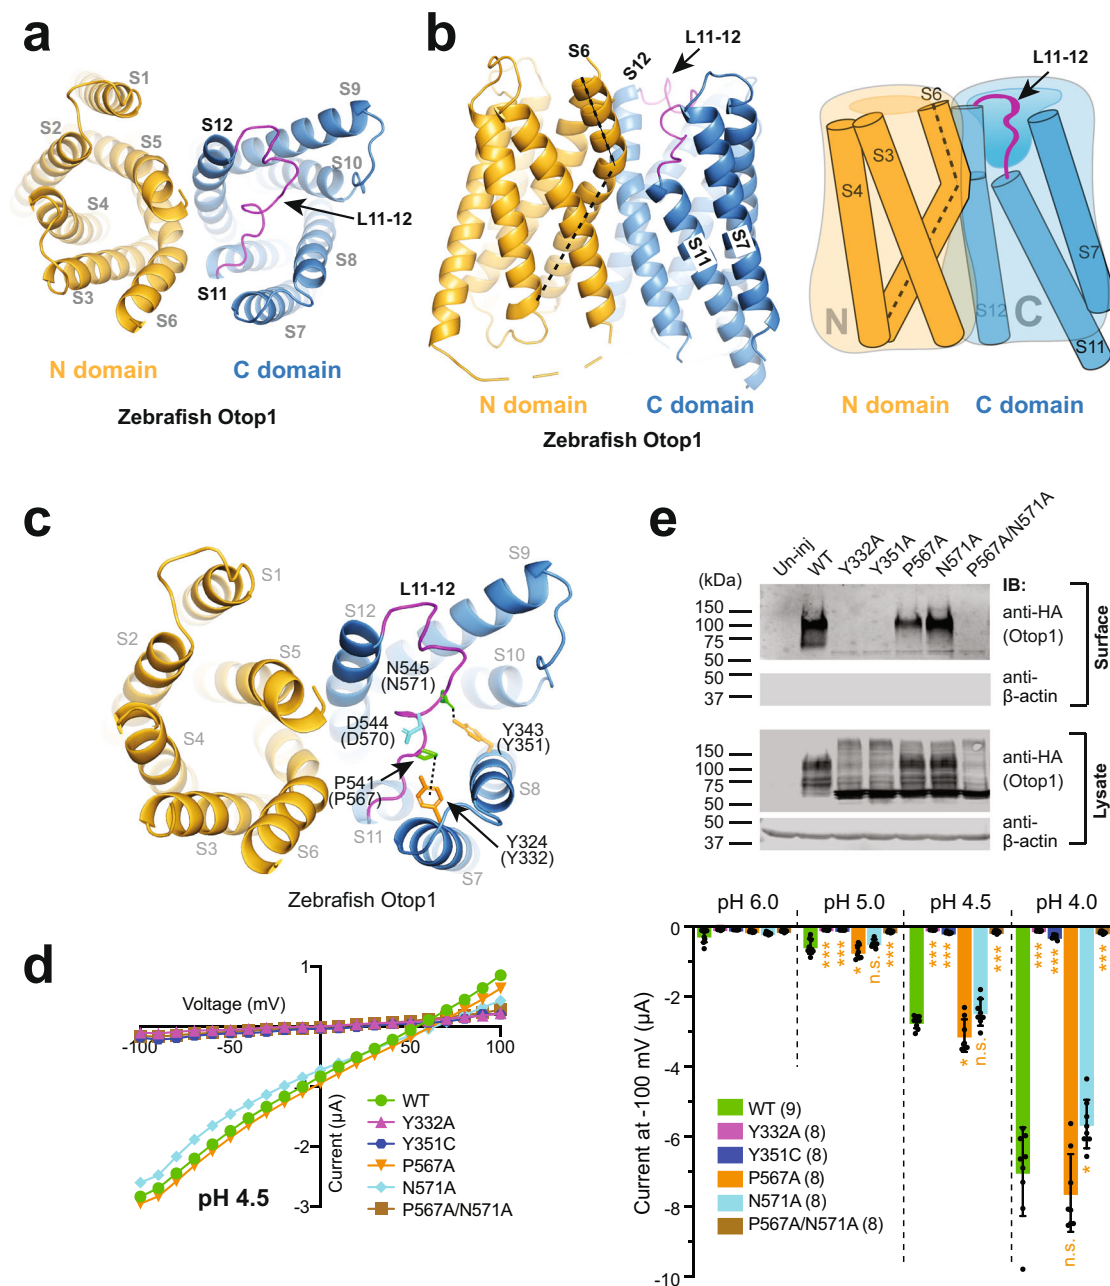 a
S1
S2
S4
S5
S3
S6
S12
S9
S10
L11-12
S8
S11
S7
N domain
C domain
Zebrafish Otop1
b
S6
S12
L11-12
S11
S7
N domain
C domain
Zebrafish Otop1
L11-12
S6
S3
S4
S7
S12
S11
N
C
N domain
C domain
c
S1
S2
S5
S4
S3
S6
S12
L11-12
S9
S10
N545
(N571)
D544
(D570)
Y343
(Y351)
P541
(P567)
S8
S11
Y324
(Y332)
S7
Zebrafish Otop1
d
1
Voltage (mV)
-100
-50
50
100
-2
-3
Current (µA)
pH 4.5
WT
Y332A
Y351C
P567A
N571A
P567A/N571A
e
Un-inj
WT
Y332A
Y351A
P567A
N571A
P567A/N571A
(kDa)
IB:
150
100
75
50
37
anti-HA
(Otop1)
anti-
β-actin
Surface
150
100
75
50
50
37
anti-HA
(Otop1)
anti-
β-actin
Lysate
pH 6.0
pH 5.0
pH 4.5
pH 4.0
0
-2
-4
-6
-8
-10
Current at -100 mV (µA)
***
***
*
n.s.
***
***
***
*
n.s.
***
***
***
n.s.
*
***
WT (9)
Y332A (8)
Y351C (8)
P567A (8)
N571A (8)
P567A/N571A (8)